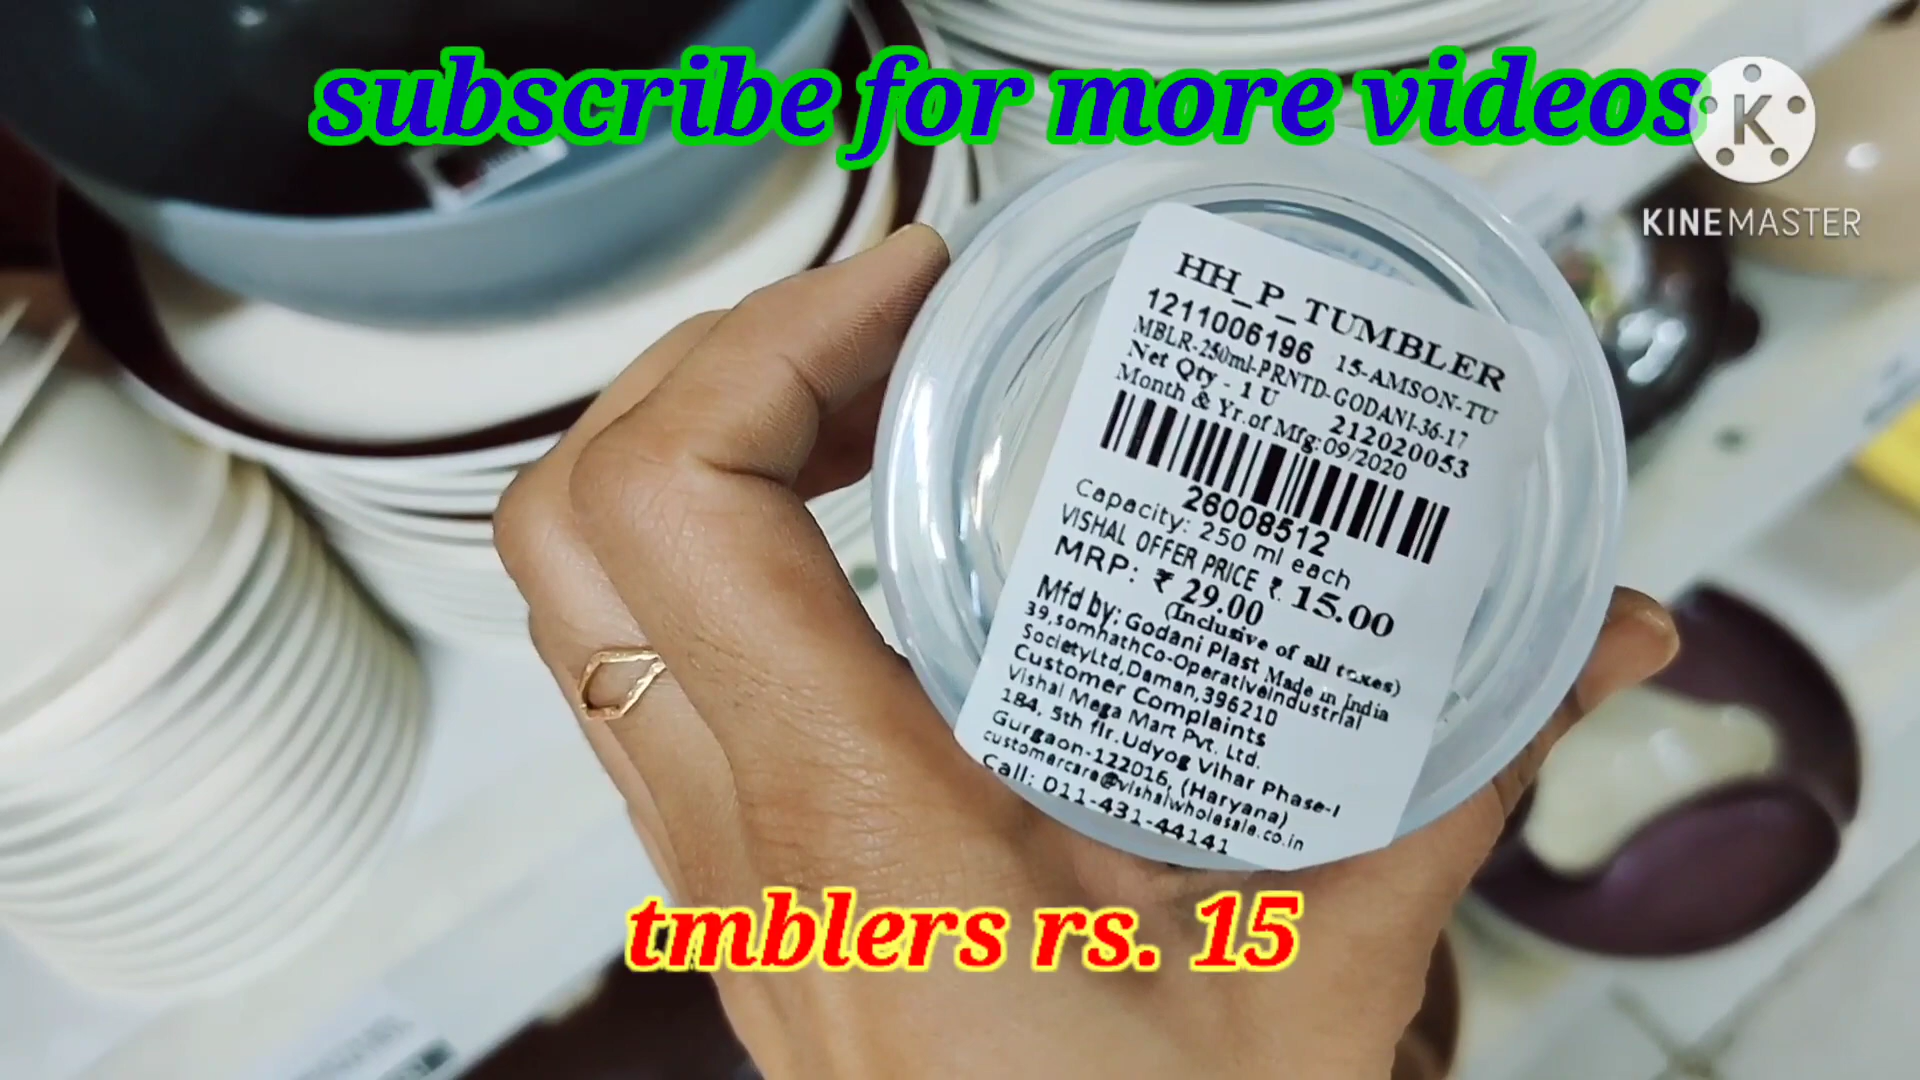 subscribe for more videos
K
KINEMASTER
HH_P_TUMBLER
1211006196 15-AMSON-TU
MBLR-250ml-PRNTD-GODANI-36-17
Net Qty - 1 U 212020053
Month & Yr.of Mfg:09/2020
26008512
Capacity: 250 ml each
VISHAL OFFER PRICE ₹. 15.00
MRP: ₹ 29.00
(Inclusive of all taxes)
Mfd by: Godani Plast Made in India
39,somnathCo-OperativeIndustrial
SocietyLtd,Daman,396210
Customer Complaints
Vishal Mega Mart Pvt. Ltd.
184, 5th flr.Udyog Vihar Phase-I
Gurgaon-122016, (Haryana)
customercare@vishalwholesale.co.in
Call: 011-431-44141
tmblers rs. 15